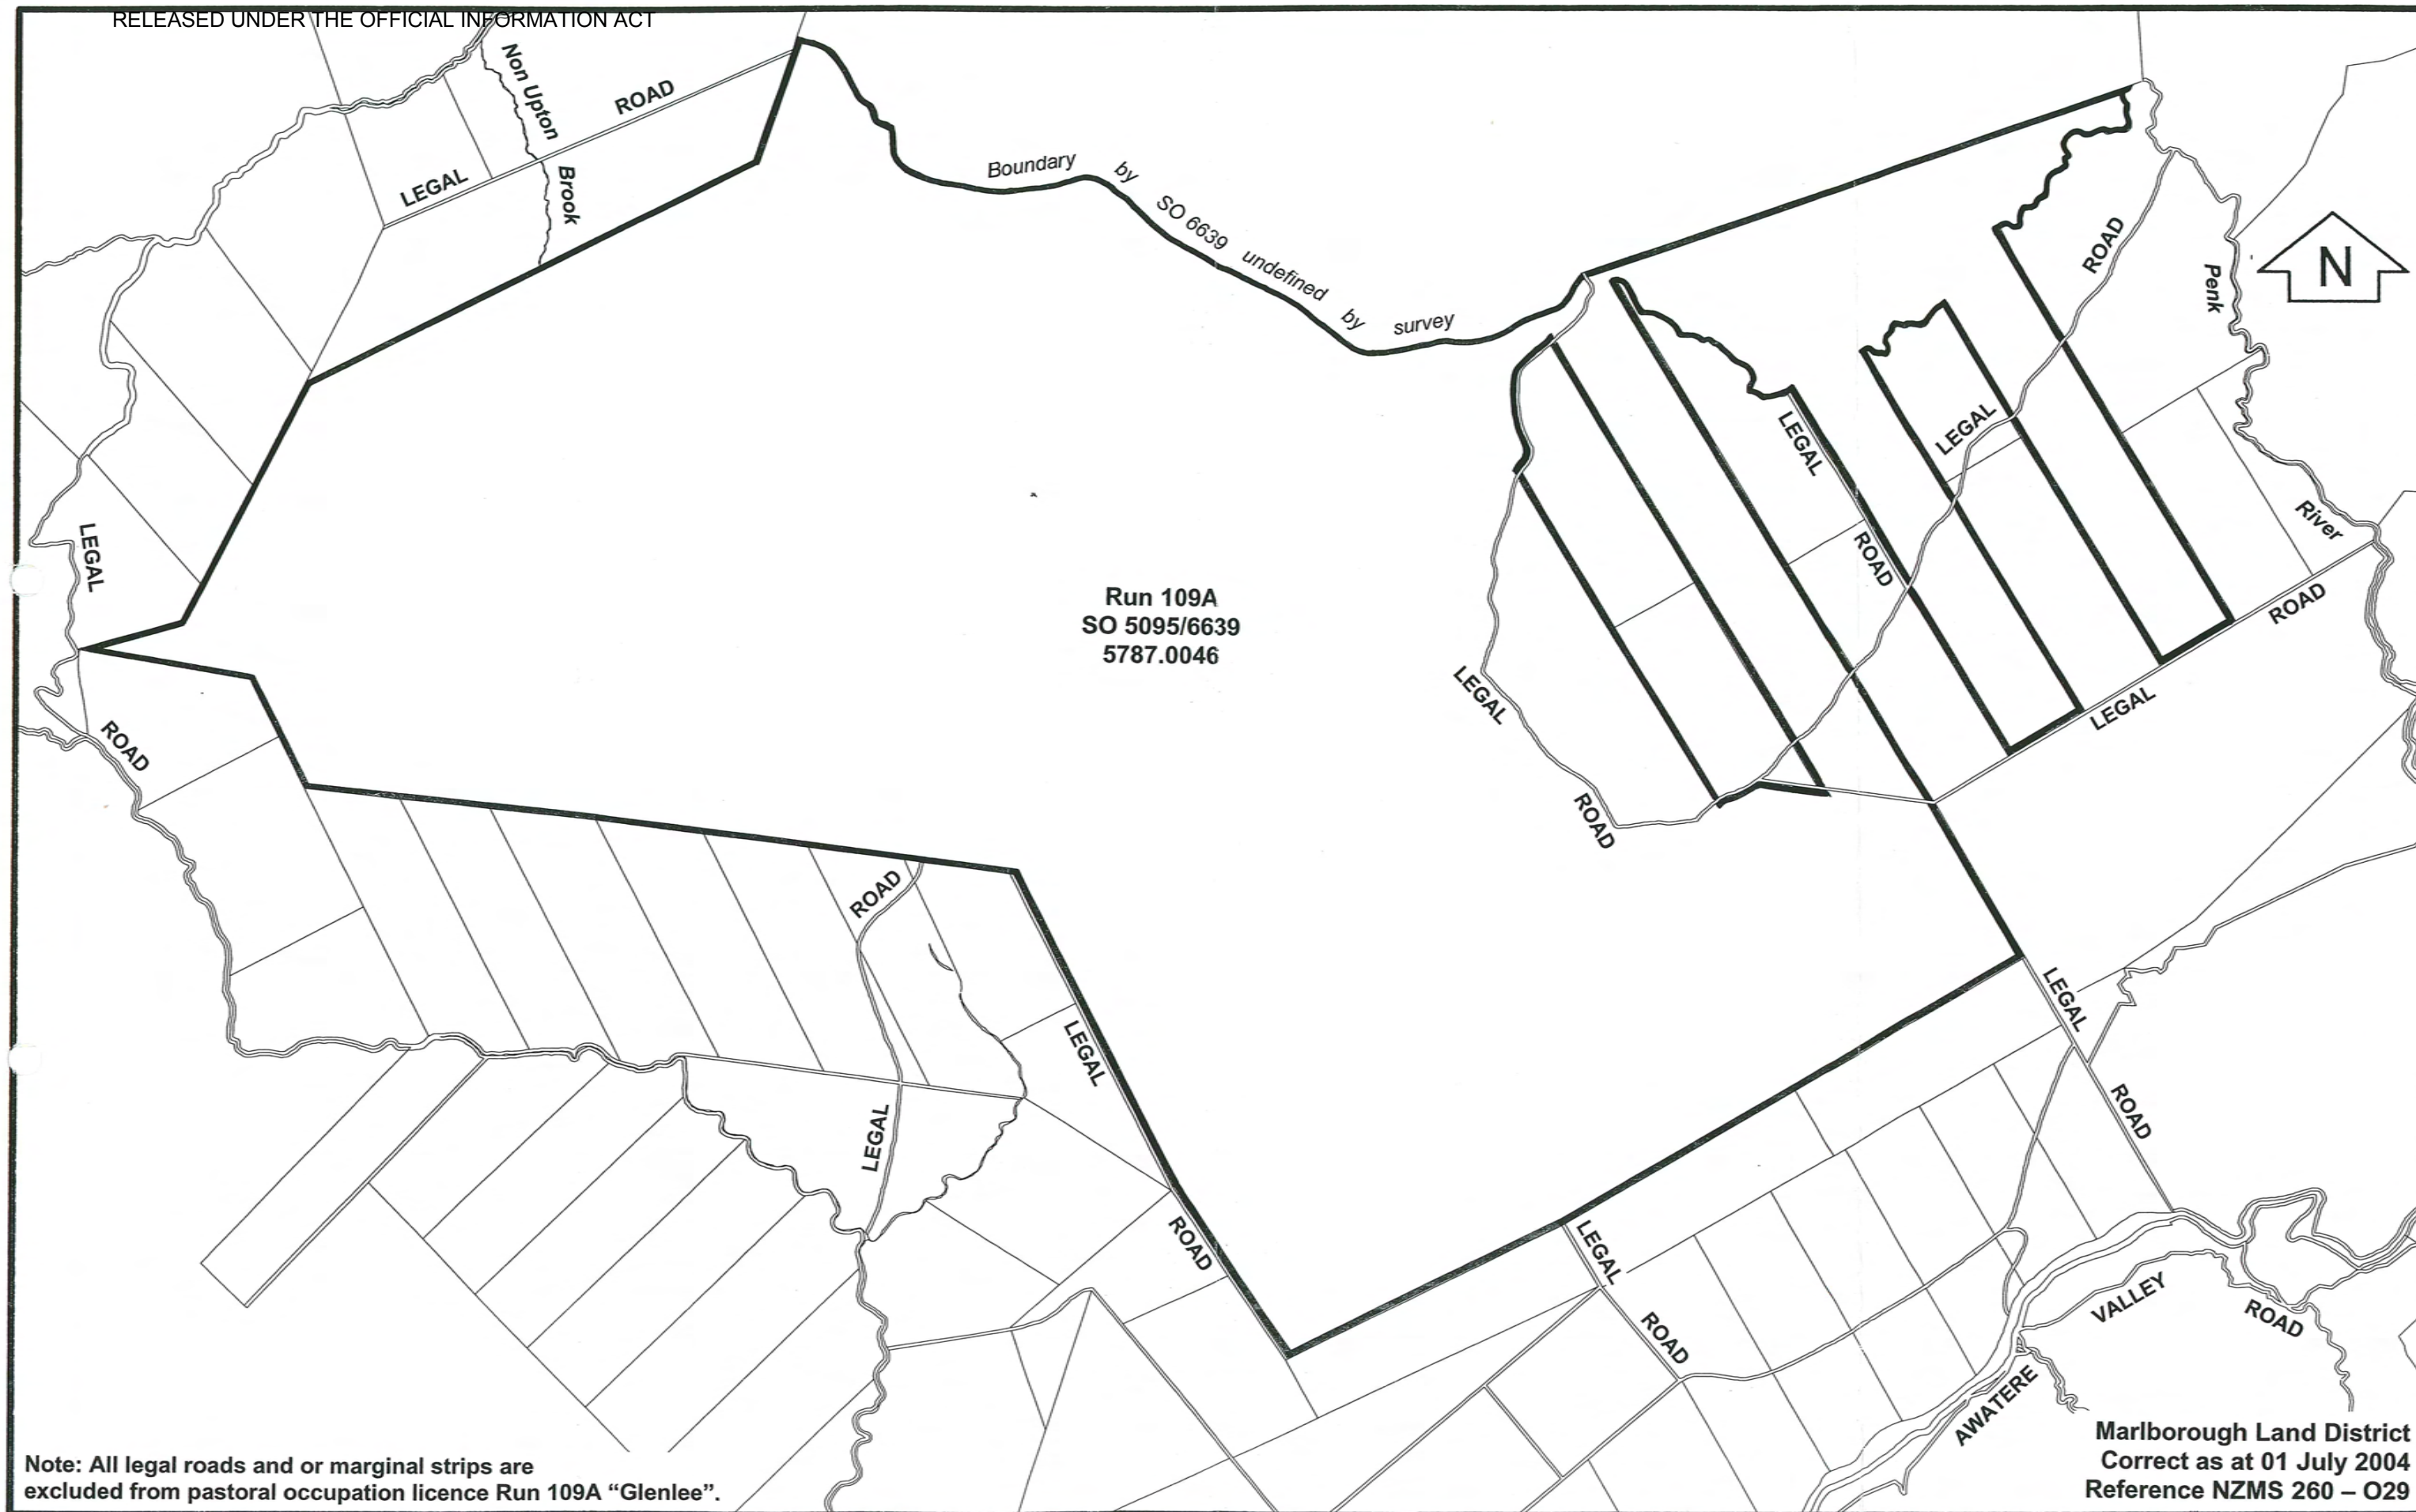 RELEASED UNDER THE OFFICIAL INFORMATION ACT
Non Upton
Brook
LEGAL
ROAD
Boundary
by
SO 6639
undefined
by
survey
ROAD
LEGAL
Penk
River
N
LEGAL
ROAD
LEGAL
ROAD
Run 109A
SO 5095/6639
5787.0046
ROAD
LEGAL
LEGAL
ROAD
LEGAL
ROAD
ROAD
LEGAL
LEGAL
ROAD
LEGAL
ROAD
LEGAL
ROAD
AWATERE
VALLEY
ROAD
Note: All legal roads and or marginal strips are
excluded from pastoral occupation licence Run 109A “Glenlee”.
Marlborough Land District
Correct as at 01 July 2004
Reference NZMS 260 – O29